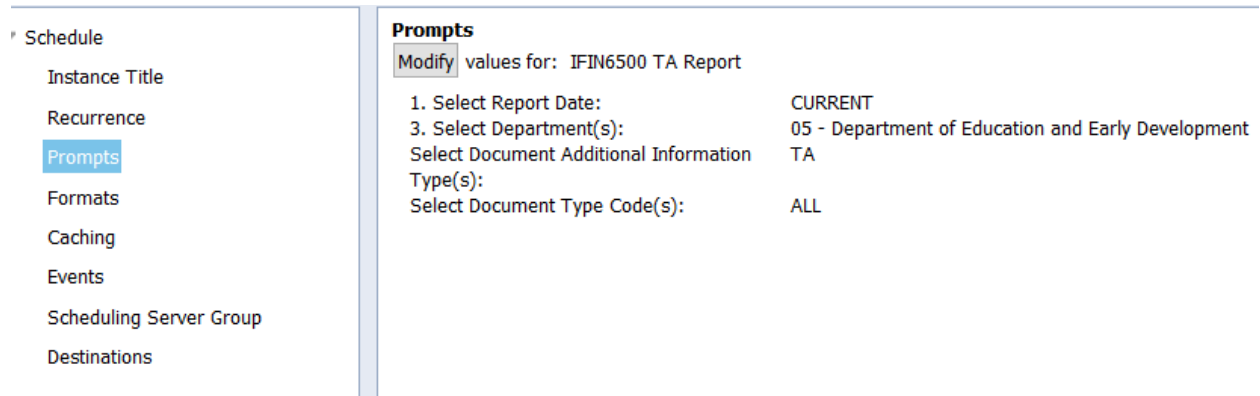 Schedule
Instance Title
Recurrence
Prompts
Formats
Caching
Events
Scheduling Server Group
Destinations
Prompts
Modify values for: IFIN6500 TA Report
1. Select Report Date: CURRENT
3. Select Department(s): 05 - Department of Education and Early Development
Select Document Additional Information TA
Type(s):
Select Document Type Code(s): ALL